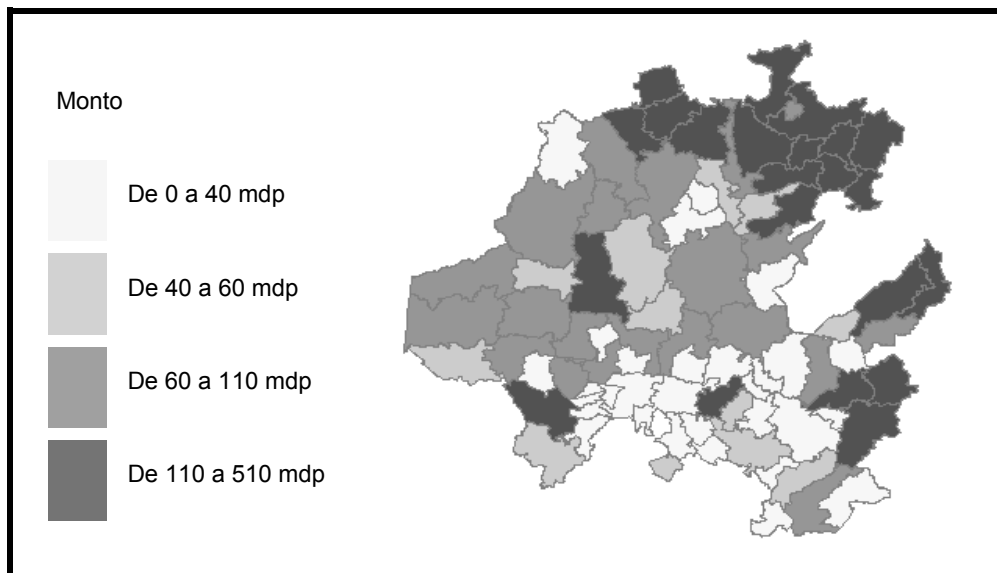 Monto
De 0 a 40 mdp
De 40 a 60 mdp
De 60 a 110 mdp
De 110 a 510 mdp